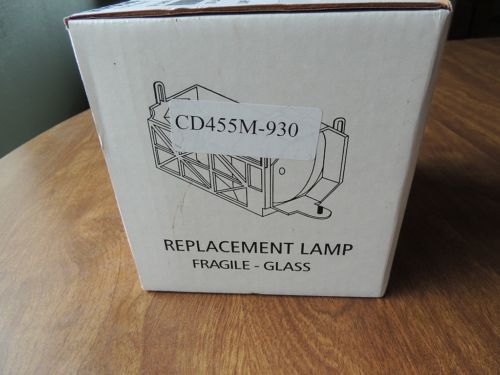 CD455M-930
REPLACEMENT LAMP
FRAGILE - GLASS